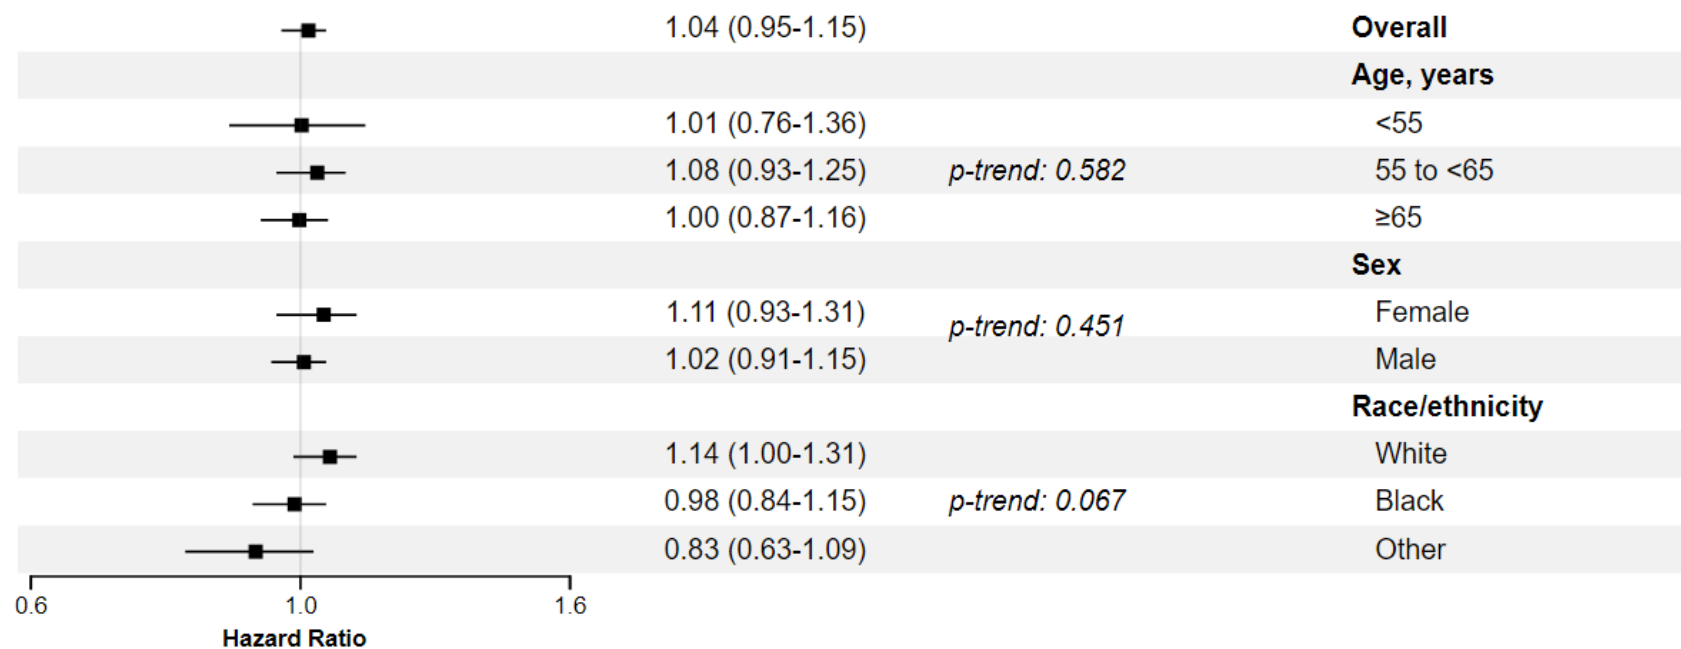 1.04 (0.95-1.15) Overall
Age, years
1.01 (0.76-1.36) <55
1.08 (0.93-1.25) p-trend: 0.582 55 to <65
1.00 (0.87-1.16) ≥65
Sex
1.11 (0.93-1.31) Female
p-trend: 0.451
1.02 (0.91-1.15) Male
Race/ethnicity
1.14 (1.00-1.31) White
0.98 (0.84-1.15) p-trend: 0.067 Black
0.83 (0.63-1.09) Other
0.6 1.0 1.6
Hazard Ratio